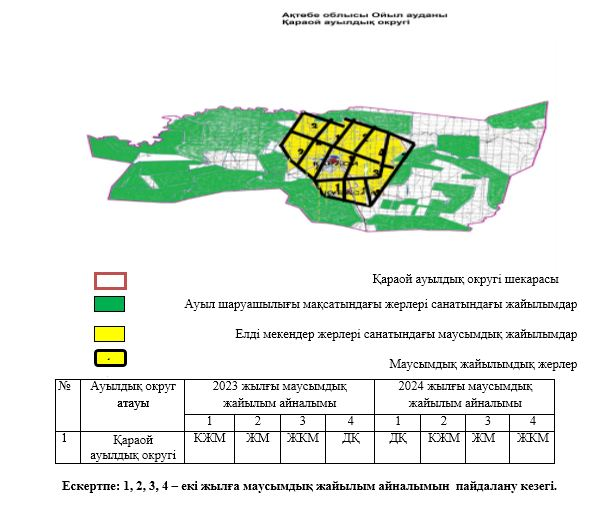 Ақтөбе облысы Ойыл ауданы
Қараой ауылдық округі
Қараой ауылдық округі шекарасы
Ауыл шаруашылығы мақсатындағы жерлері санатындағы жайылымдар
Елді мекендер жерлері санатындағы маусымдық жайылымдар
Маусымдық жайылымдық жерлер
№ Ауылдық округ атауы 2023 жылғы маусымдық жайылым айналымы 2024 жылғы маусымдық жайылым айналымы
1 2 3 4 1 2 3 4
1 Қараой ауылдық округі КЖМ ЖМ ЖКМ ДҚ ДҚ КЖМ ЖМ ЖКМ
Ескертпе: 1, 2, 3, 4 – екі жылға маусымдық жайылым айналымын пайдалану кезегі.